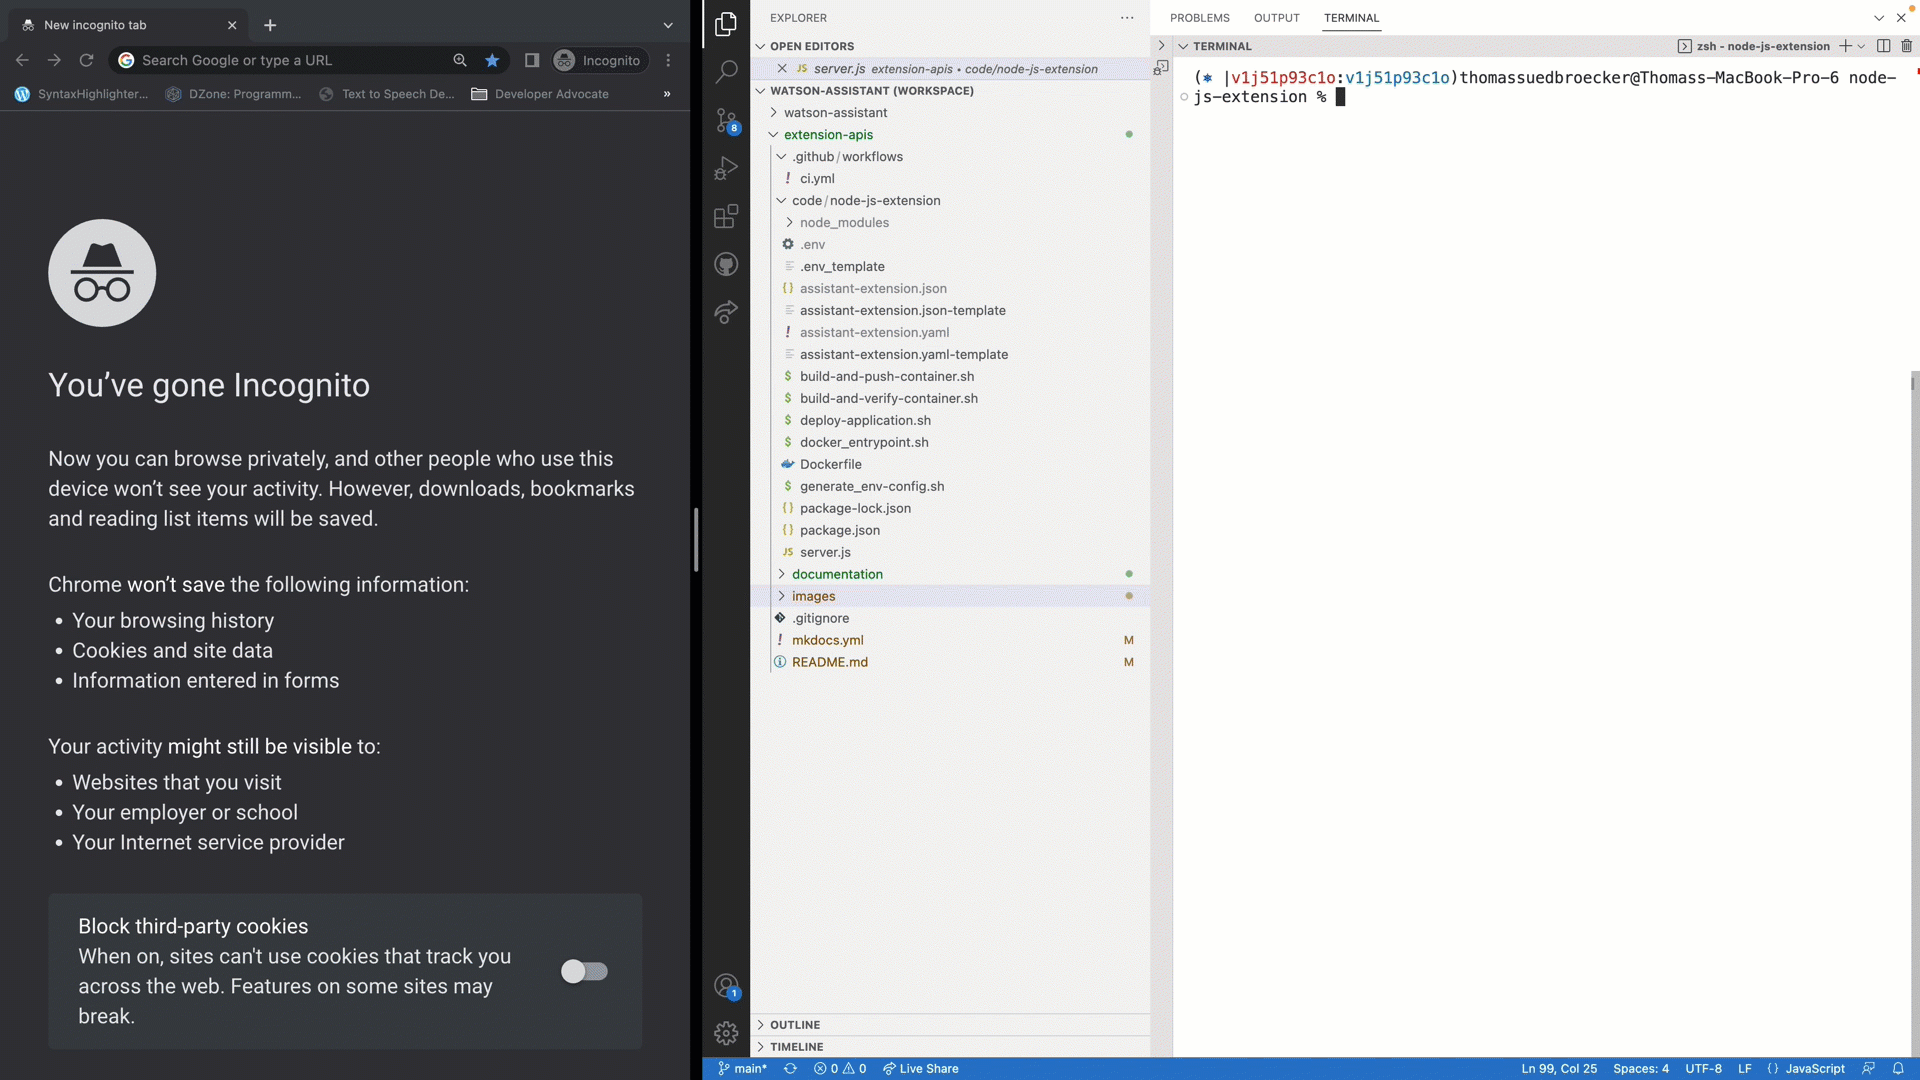 New incognito tab
Search Google or type a URL
Incognito
SyntaxHighlighter...
DZone: Programm...
Text to Speech De...
Developer Advocate
»
You've gone Incognito
Now you can browse privately, and other people who use this
device won't see your activity. However, downloads, bookmarks
and reading list items will be saved.
Chrome won't save the following information:
• Your browsing history
• Cookies and site data
• Information entered in forms
Your activity might still be visible to:
• Websites that you visit
• Your employer or school
• Your Internet service provider
Block third-party cookies
When on, sites can't use cookies that track you
across the web. Features on some sites may
break.
8
1
EXPLORER
OPEN EDITORS
JS server.js extension-apis • code/node-js-extension
WATSON-ASSISTANT (WORKSPACE)
watson-assistant
extension-apis
.github/workflows
! ci.yml
code/node-js-extension
node_modules
.env
.env_template
{} assistant-extension.json
assistant-extension.json-template
! assistant-extension.yaml
assistant-extension.yaml-template
$ build-and-push-container.sh
$ build-and-verify-container.sh
$ deploy-application.sh
$ docker_entrypoint.sh
Dockerfile
$ generate_env-config.sh
{} package-lock.json
{} package.json
JS server.js
documentation
images
.gitignore
! mkdocs.yml M
README.md M
OUTLINE
TIMELINE
PROBLEMS OUTPUT TERMINAL
TERMINAL
zsh - node-js-extension
(✱ |v1j51p93c1o:v1j51p93c1o)thomassuedbroecker@Thomass-MacBook-Pro-6 node-
js-extension %
main* 0 0 Live Share
Ln 99, Col 25 Spaces: 4 UTF-8 LF {} JavaScript